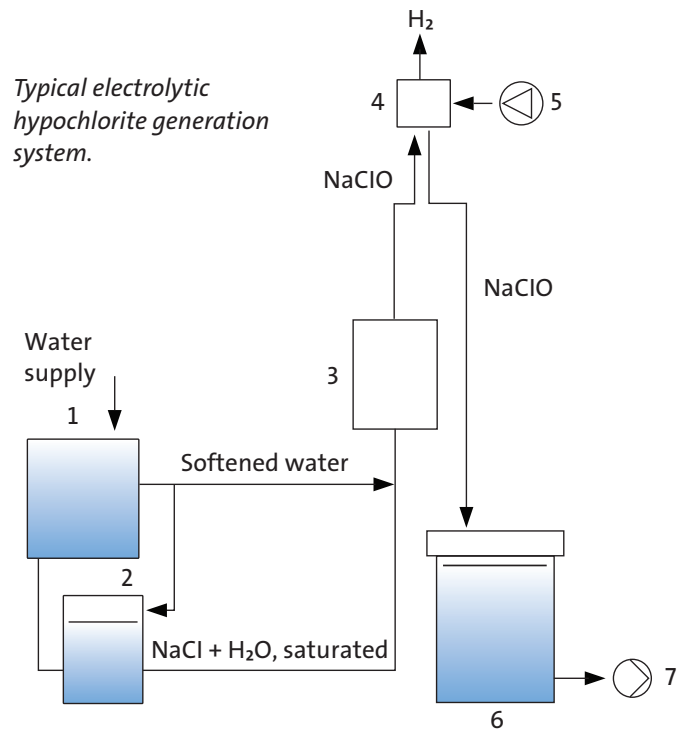 H₂
Typical electrolytic
hypochlorite generation
system.
4
5
NaClO
NaClO
Water
supply
3
1
Softened water
2
NaCl + H₂O, saturated
7
6